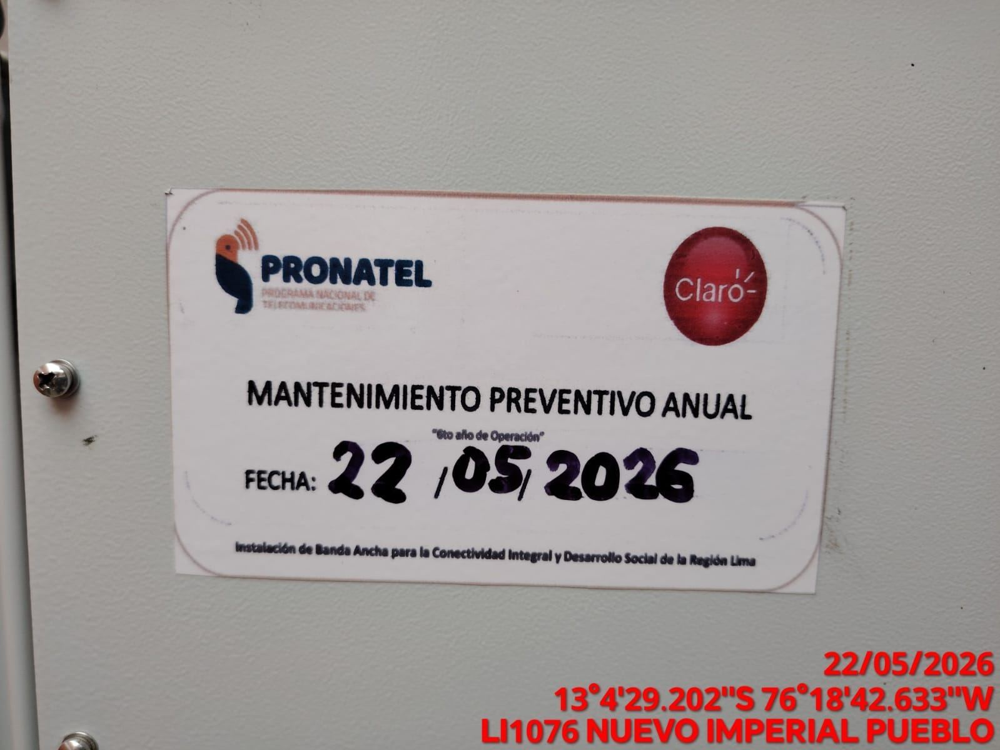 PRONATEL
PROGRAMA NACIONAL DE
TELECOMUNICACIONES
Claro
MANTENIMIENTO PREVENTIVO ANUAL
"6to año de Operación"
FECHA: 22/05/2026
Instalación de Banda Ancha para la Conectividad Integral y Desarrollo Social de la Región Lima
22/05/2026
13°4'29.202"S 76°18'42.633"W
LI1076 NUEVO IMPERIAL PUEBLO